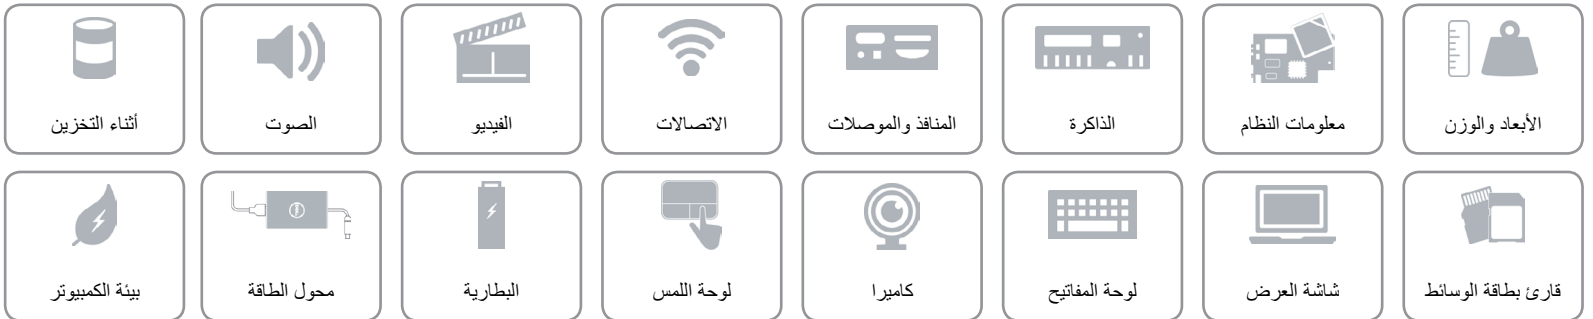 الأبعاد والوزن
معلومات النظام
الذاكرة
المنافذ والموصلات
الاتصالات
الفيديو
الصوت
أثناء التخزين
قارئ بطاقة الوسائط
شاشة العرض
لوحة المفاتيح
كاميرا
لوحة اللمس
البطارية
محول الطاقة
بيئة الكمبيوتر